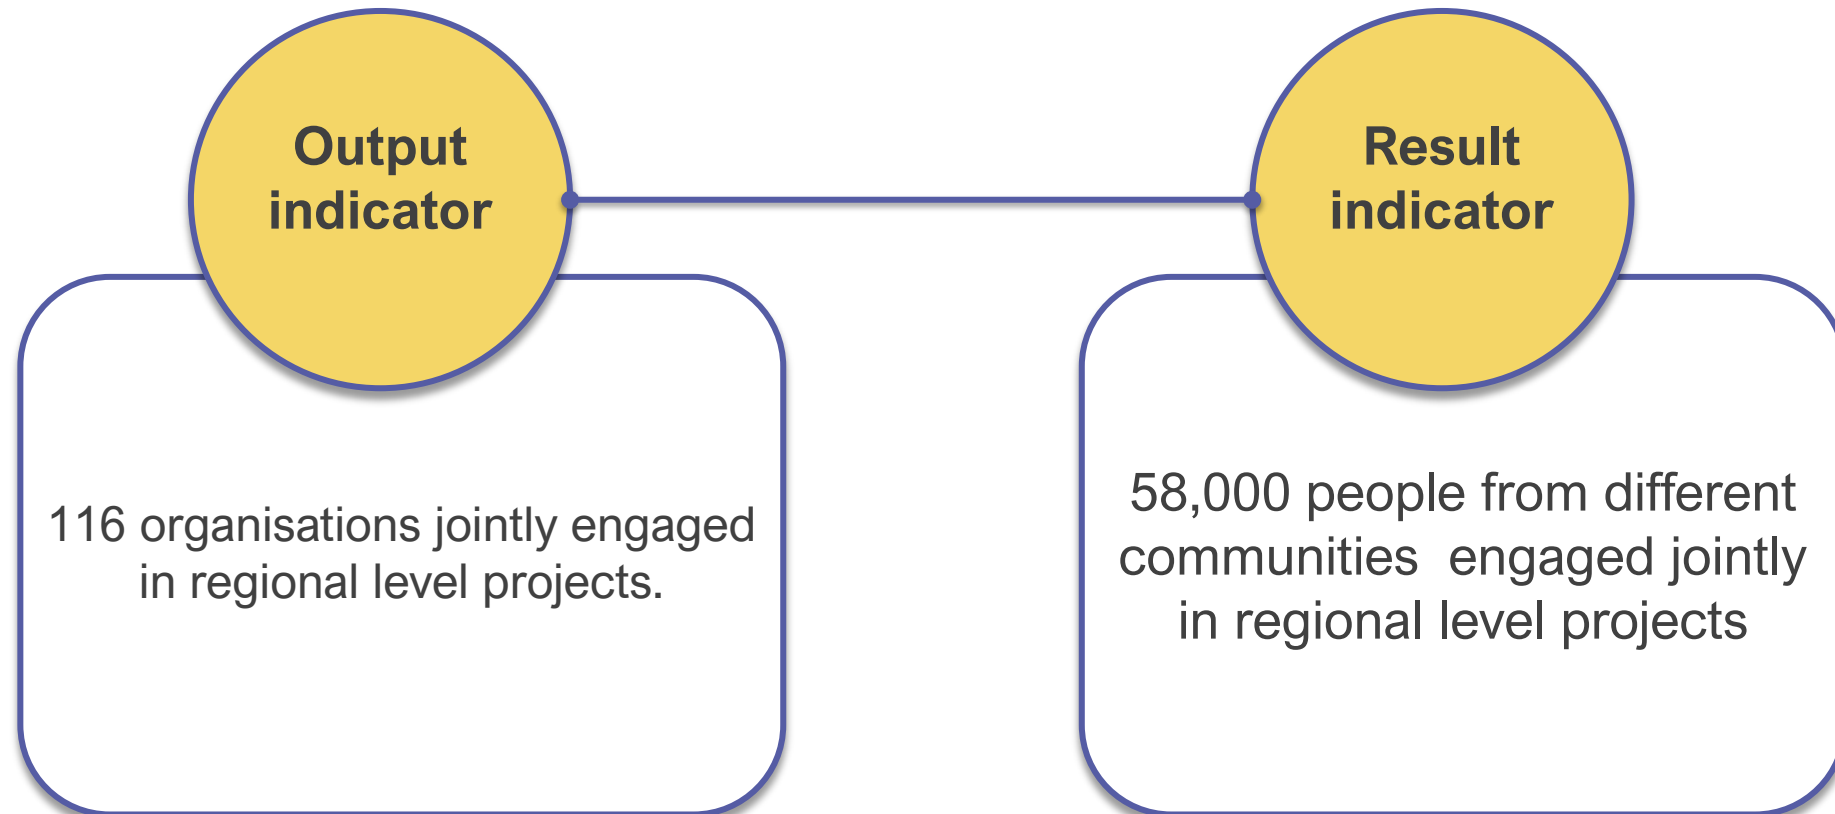 Output
indicator
116 organisations jointly engaged
in regional level projects.
Result
indicator
58,000 people from different
communities  engaged jointly
in regional level projects